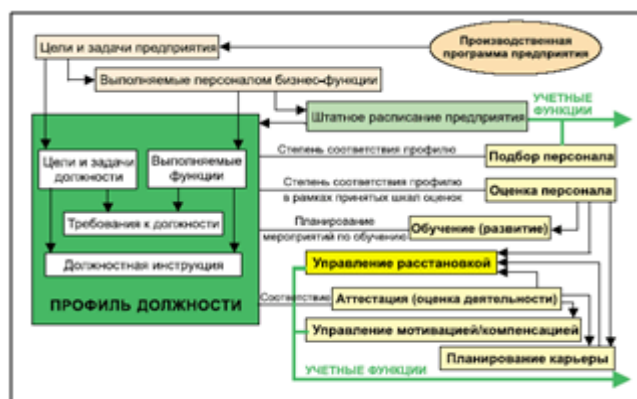 Цели и задачи предприятия
Производственная
программа предприятия
Выполняемые персоналом бизнес-функции
УЧЕТНЫЕ
ФУНКЦИИ
Штатное расписание предприятия
Степень соответствия профилю
Подбор персонала
Цели и задачи
должности
Выполняемые
функции
Степень соответствия профилю
в рамках принятых шкал оценок
Оценка персонала
Требования к должности
Планирование
мероприятий по обучению
Обучение (развитие)
Должностная инструкция
Управление расстановкой
ПРОФИЛЬ ДОЛЖНОСТИ
Соответствие
Аттестация (оценка деятельности)
Управление мотивацией/компенсацией
Планирование карьеры
УЧЕТНЫЕ ФУНКЦИИ